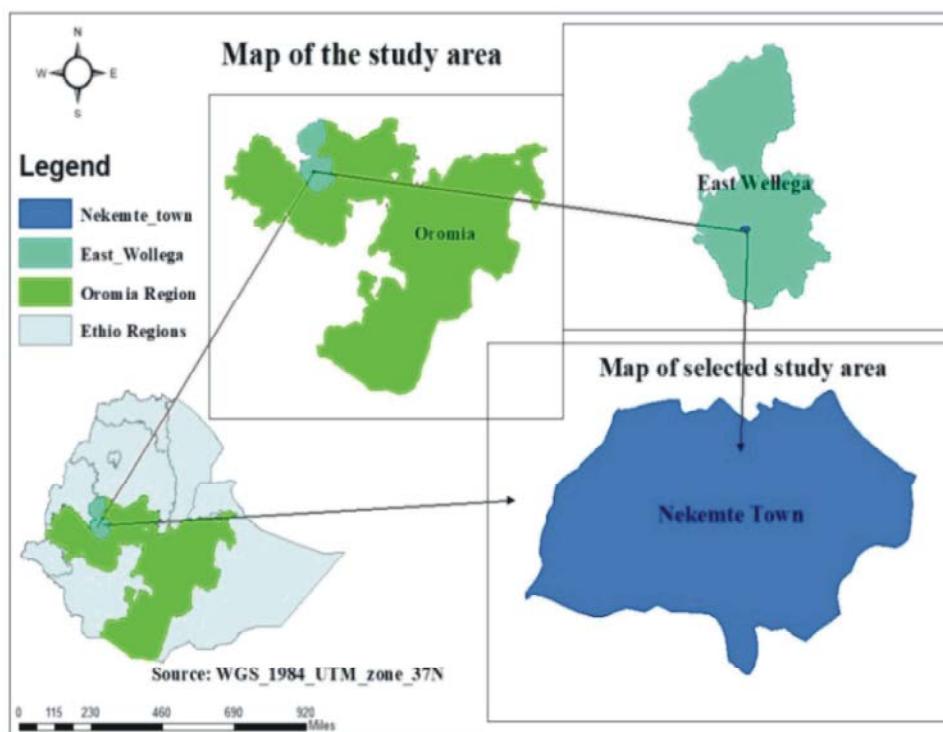 Map of the study area
N
W E
S
Legend
Nekemte_town
East_Wollega
Oromia Region
Ethio Regions
Oromia
East Wellega
Map of selected study area
Nekemte Town
Source: WGS_1984_UTM_zone_37N
0 115 230 460 690 920
Miles